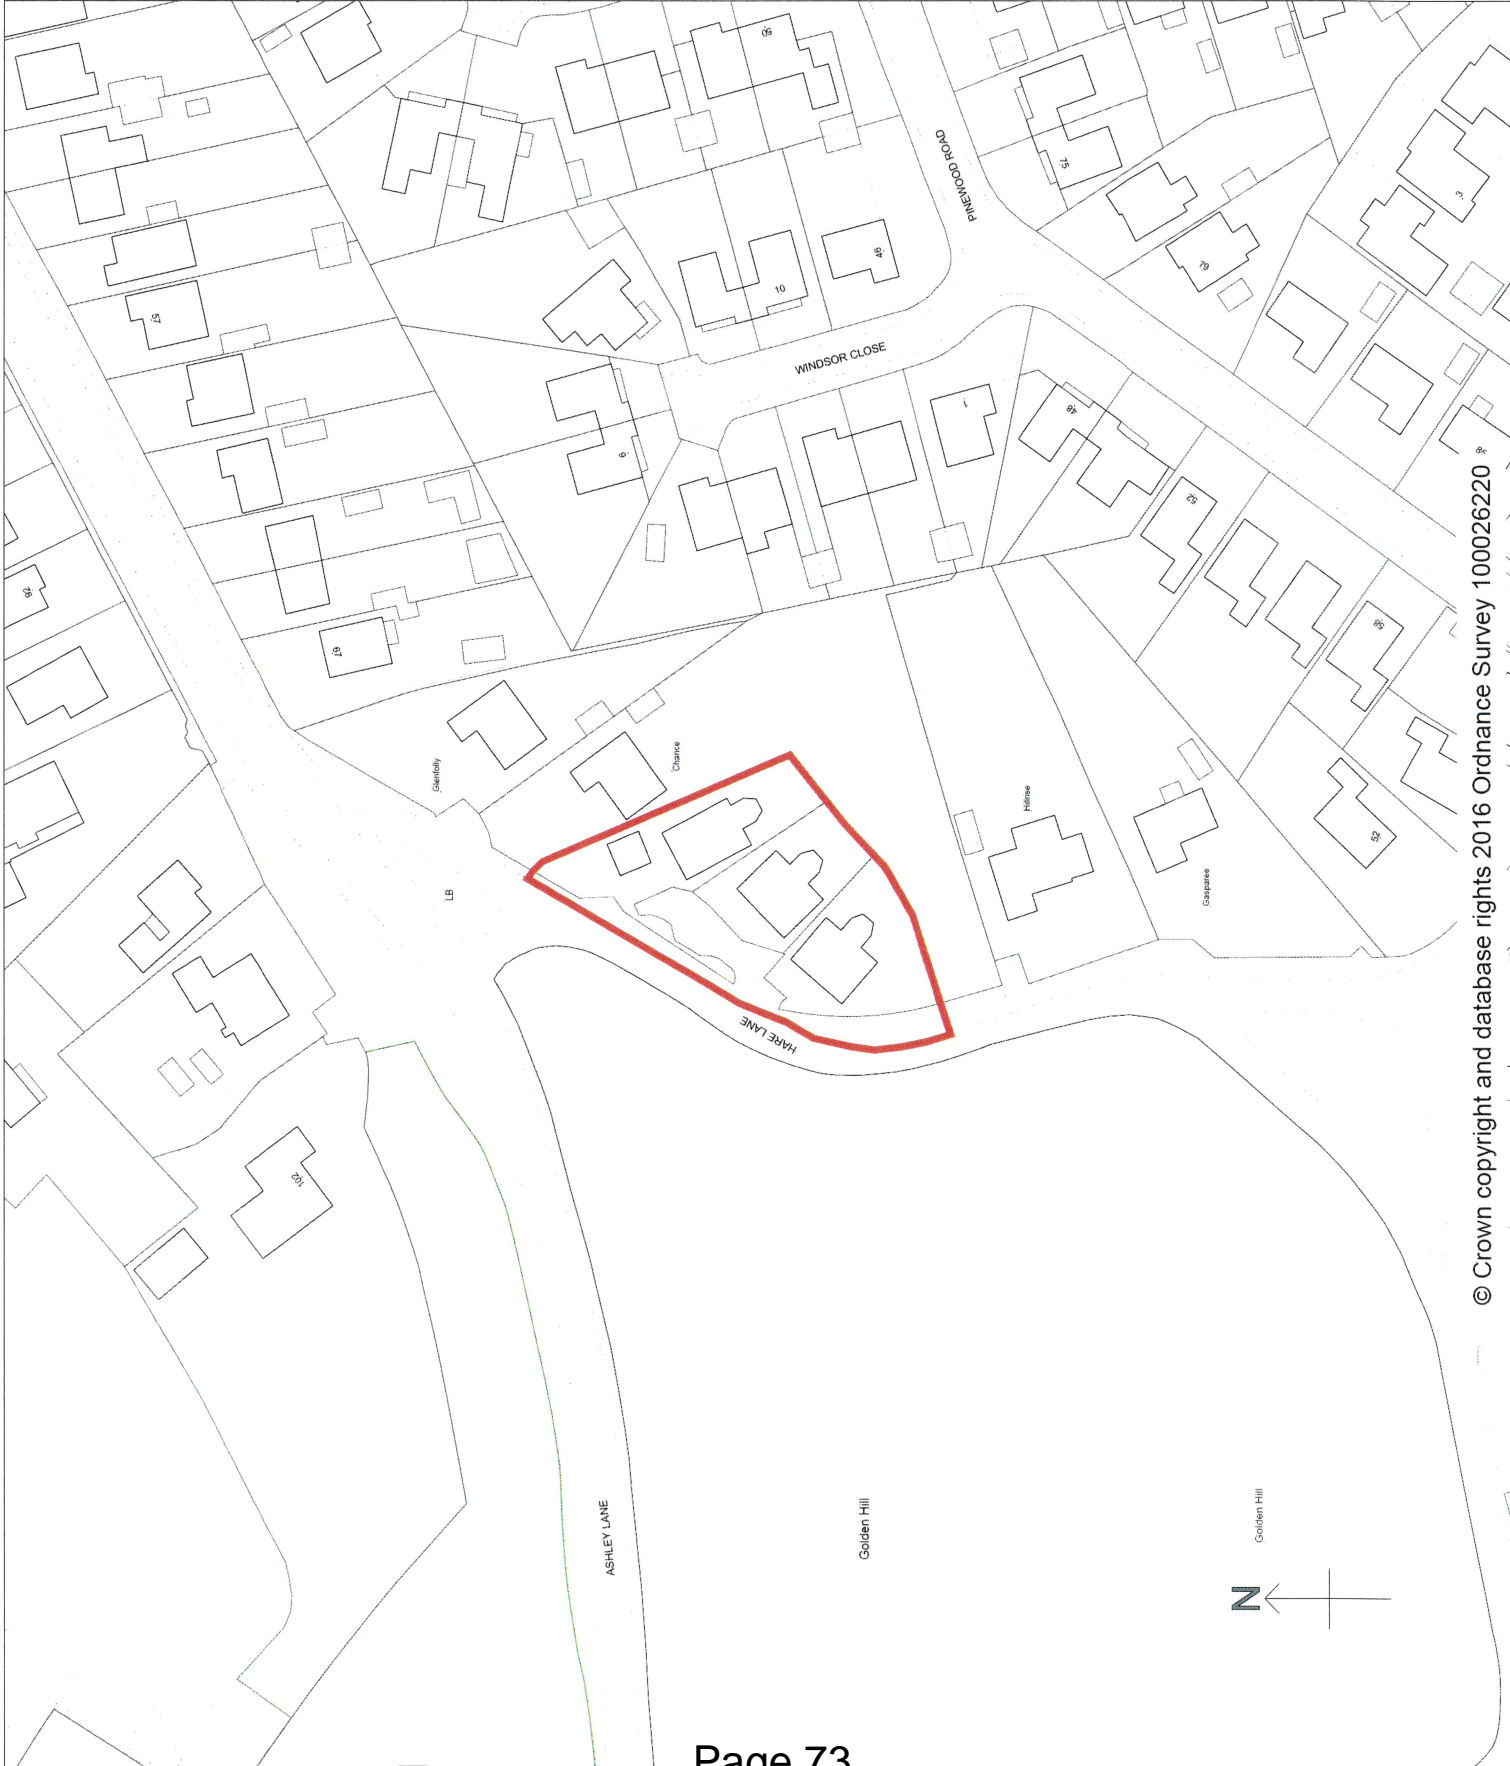 50
PINEWOOD ROAD
75
3
46
10
79
57
WINDSOR CLOSE
1
48
9
52
92
58
67
Chance
Glenfolly
Hillrise
52
Gasparee
LB
HARE LANE
102
© Crown copyright and database rights 2016 Ordnance Survey 100026220
Golden Hill
Golden Hill
ASHLEY LANE
N
Page 73